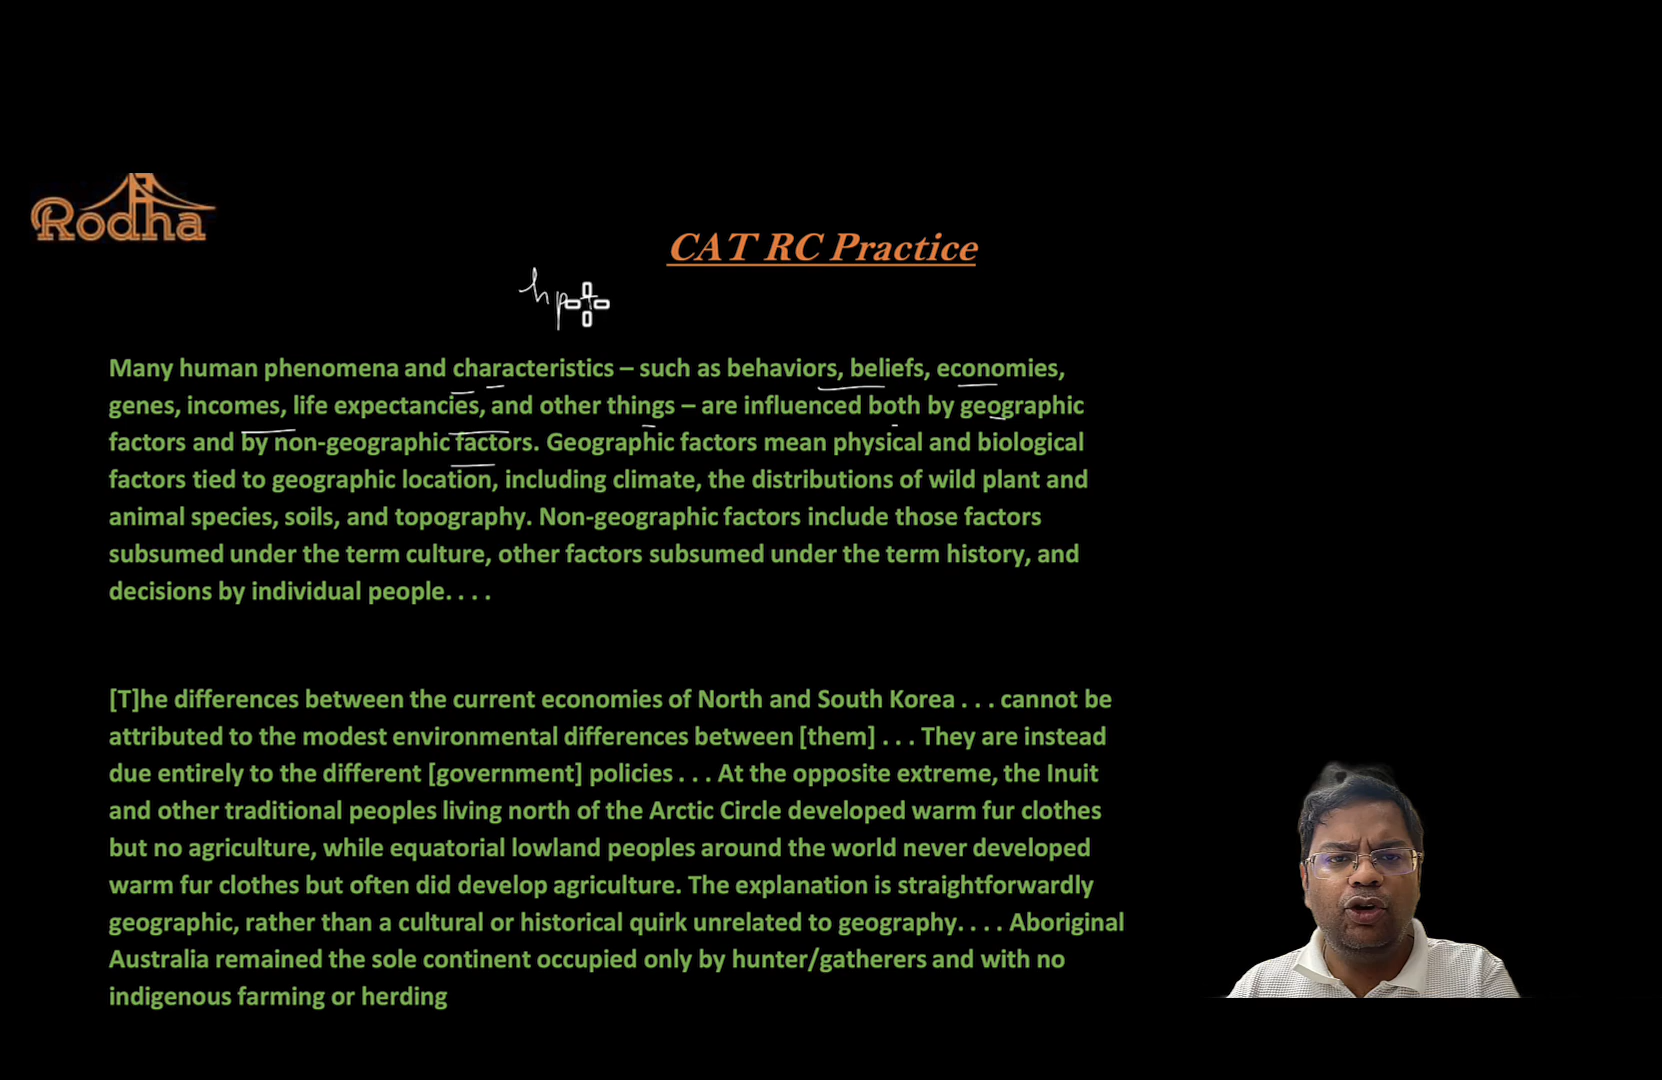 Rodha
CAT RC Practice
Many human phenomena and characteristics – such as behaviors, beliefs, economies,
genes, incomes, life expectancies, and other things – are influenced both by geographic
factors and by non-geographic factors. Geographic factors mean physical and biological
factors tied to geographic location, including climate, the distributions of wild plant and
animal species, soils, and topography. Non-geographic factors include those factors
subsumed under the term culture, other factors subsumed under the term history, and
decisions by individual people. . . .
[T]he differences between the current economies of North and South Korea . . . cannot be
attributed to the modest environmental differences between [them] . . . They are instead
due entirely to the different [government] policies . . . At the opposite extreme, the Inuit
and other traditional peoples living north of the Arctic Circle developed warm fur clothes
but no agriculture, while equatorial lowland peoples around the world never developed
warm fur clothes but often did develop agriculture. The explanation is straightforwardly
geographic, rather than a cultural or historical quirk unrelated to geography. . . . Aboriginal
Australia remained the sole continent occupied only by hunter/gatherers and with no
indigenous farming or herding